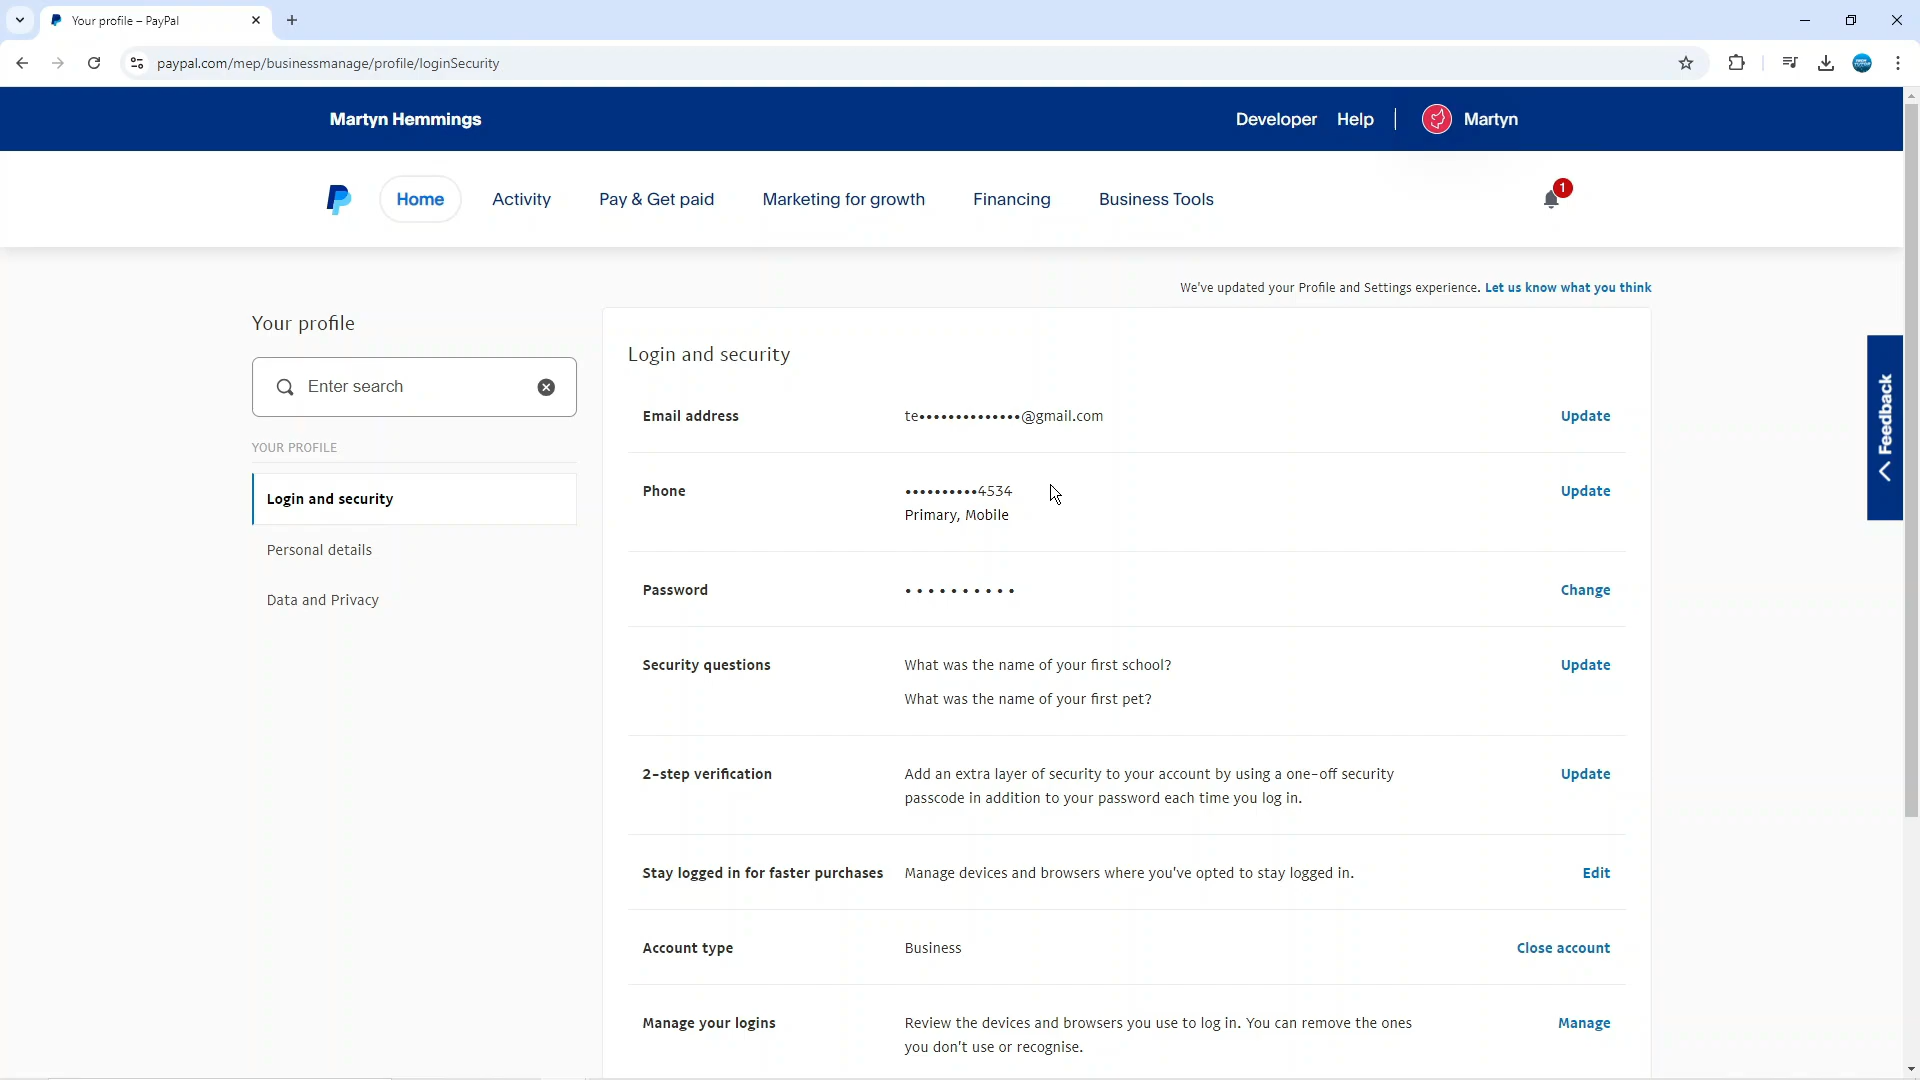 Your profile – PayPal
paypal.com/mep/businessmanage/profile/loginSecurity
Martyn Hemmings
Developer
Help
Martyn
Home
Activity
Pay & Get paid
Marketing for growth
Financing
Business Tools
1
We've updated your Profile and Settings experience. Let us know what you think
Your profile
Enter search
YOUR PROFILE
Login and security
Personal details
Data and Privacy
Login and security
Email address
te••••••••••••••@gmail.com
Update
Phone
••••••••••4534
Primary, Mobile
Update
Password
••••••••••
Change
Security questions
What was the name of your first school?
What was the name of your first pet?
Update
2-step verification
Add an extra layer of security to your account by using a one-off security
passcode in addition to your password each time you log in.
Update
Stay logged in for faster purchases
Manage devices and browsers where you've opted to stay logged in.
Edit
Account type
Business
Close account
Manage your logins
Review the devices and browsers you use to log in. You can remove the ones
you don't use or recognise.
Manage
Feedback